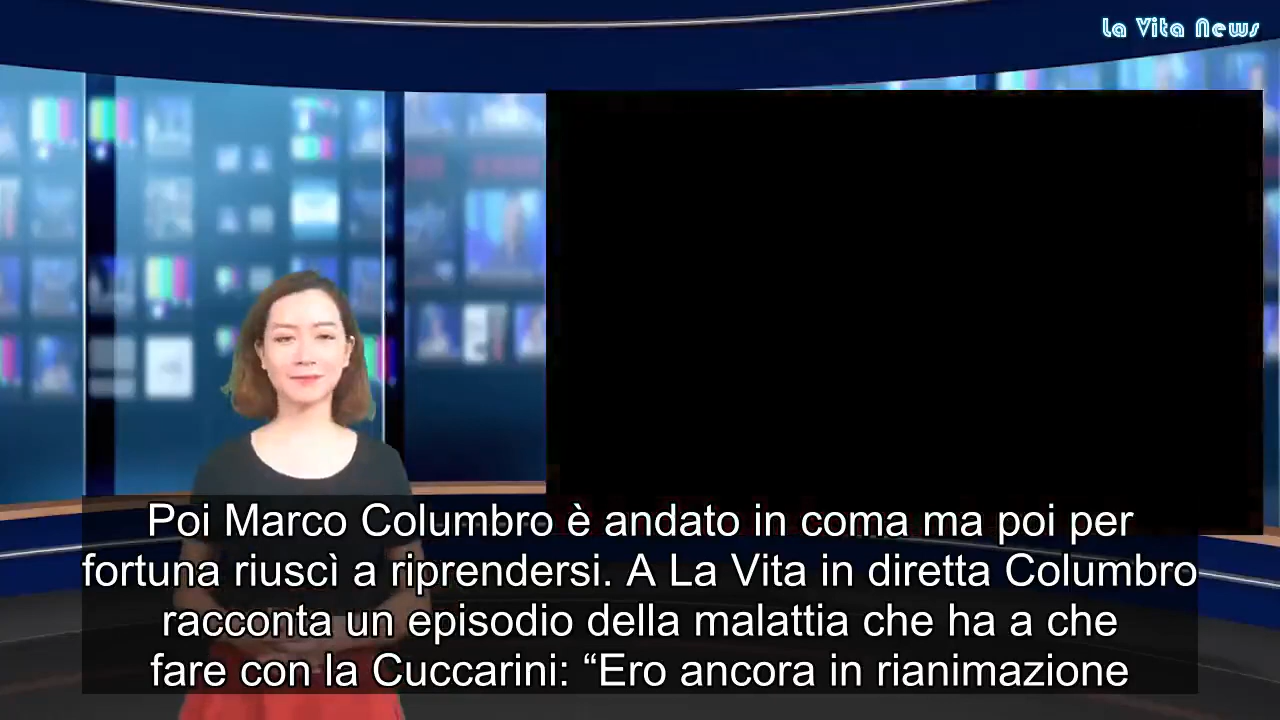 La Vita News
Poi Marco Columbro è andato in coma ma poi per
fortuna riuscì a riprendersi. A La Vita in diretta Columbro
racconta un episodio della malattia che ha a che
fare con la Cuccarini: “Ero ancora in rianimazione